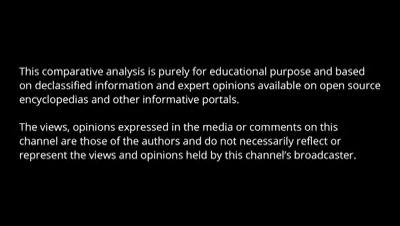 This comparative analysis is purely for educational purpose and based
on declassified information and expert opinions available on open source
encyclopedias and other informative portals.
The views, opinions expressed in the media or comments on this
channel are those of the authors and do not necessarily reflect or
represent the views and opinions held by this channel's broadcaster.